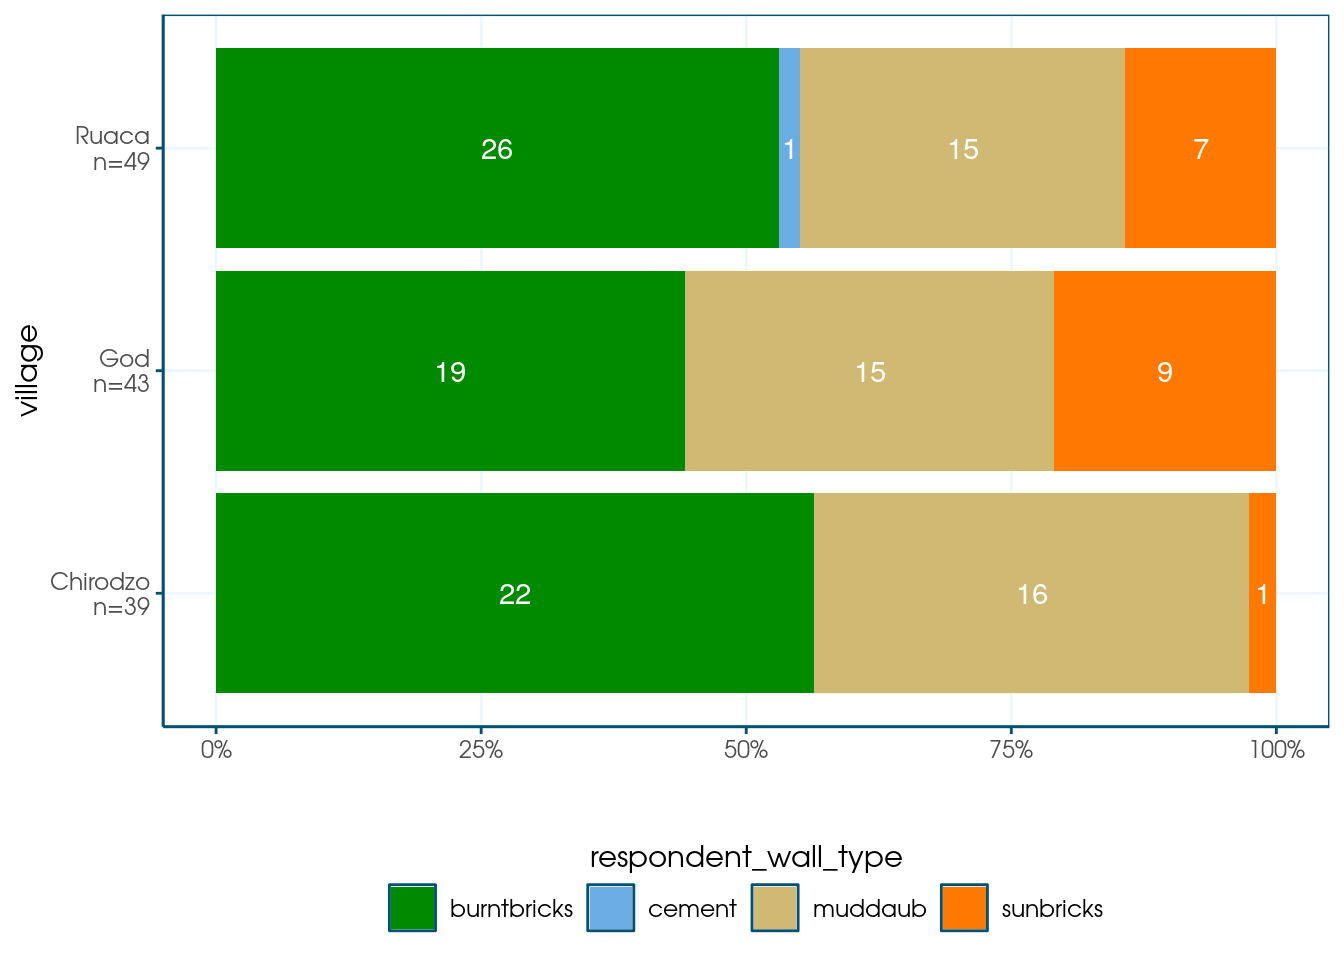 village
Ruaca
n=49
26 1 15 7
God
n=43
19 15 9
Chirodzo
n=39
22 16 1
0% 25% 50% 75% 100%
respondent_wall_type
burntbricks cement muddaub sunbricks